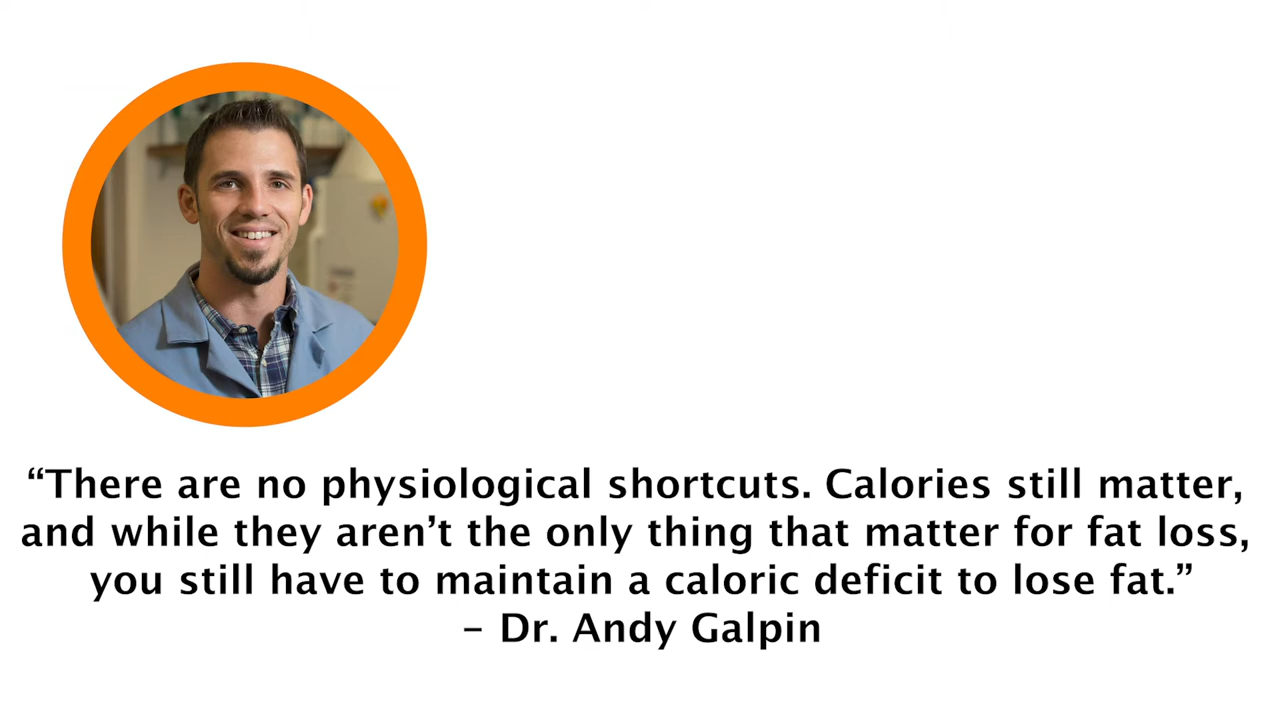 “There are no physiological shortcuts. Calories still matter,
and while they aren’t the only thing that matter for fat loss,
you still have to maintain a caloric deficit to lose fat.”
– Dr. Andy Galpin